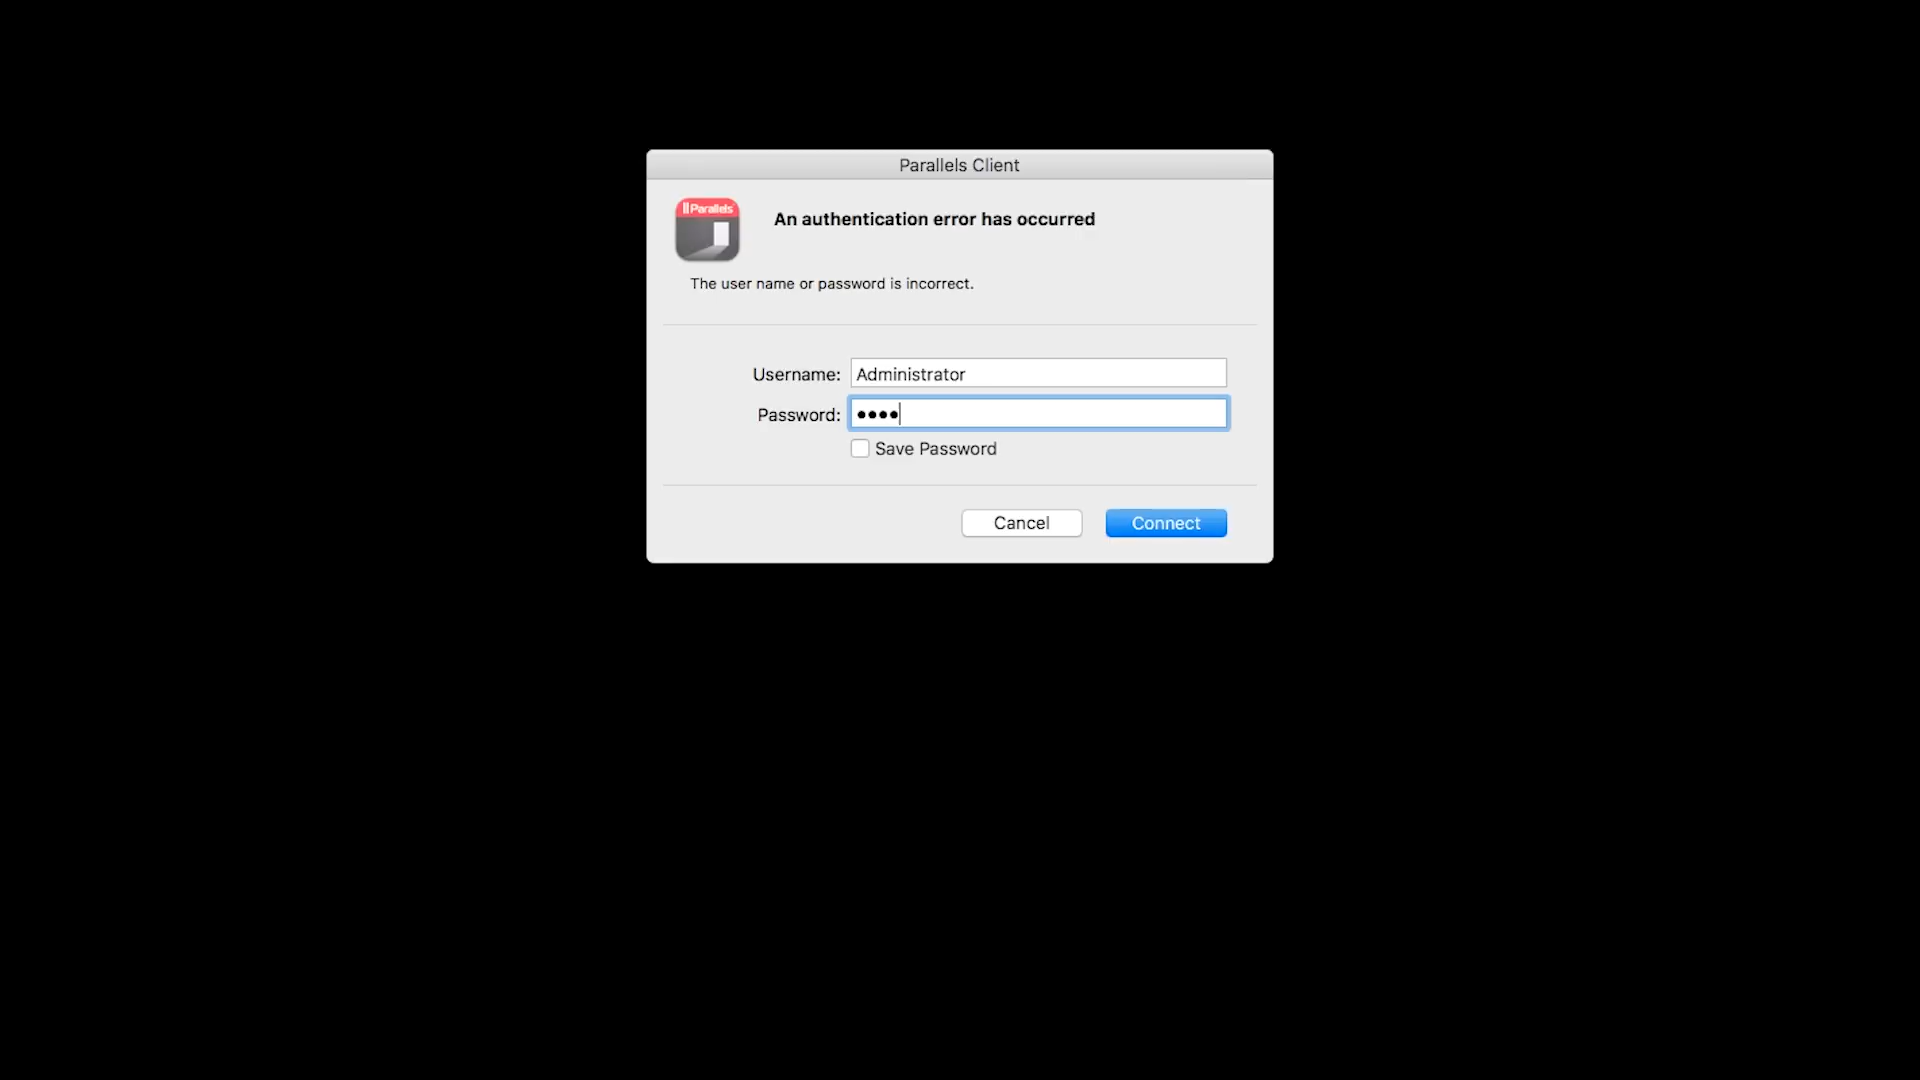 Parallels Client
Parallels
An authentication error has occurred
The user name or password is incorrect.
Username: Administrator
Password: ••••
Save Password
Cancel
Connect